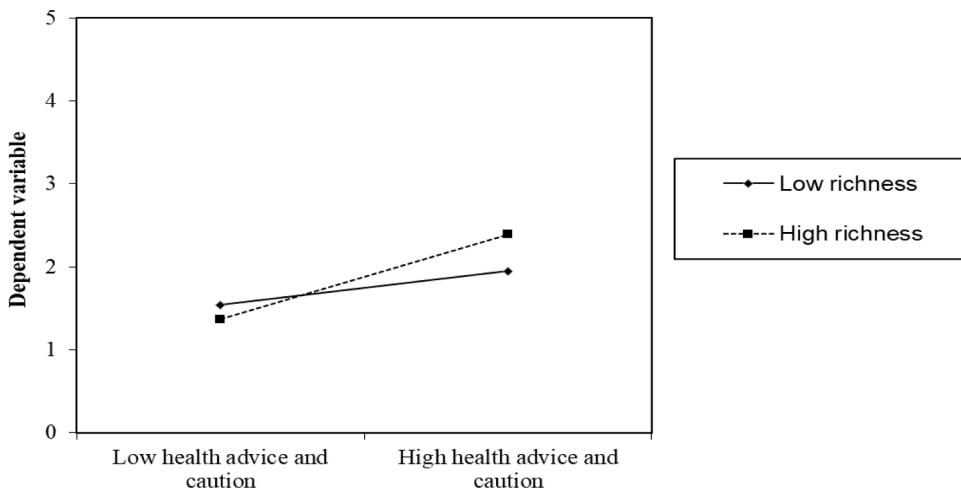 5
4
3
2
1
0
Dependent variable
Low health advice and
caution
High health advice and
caution
Low richness
High richness